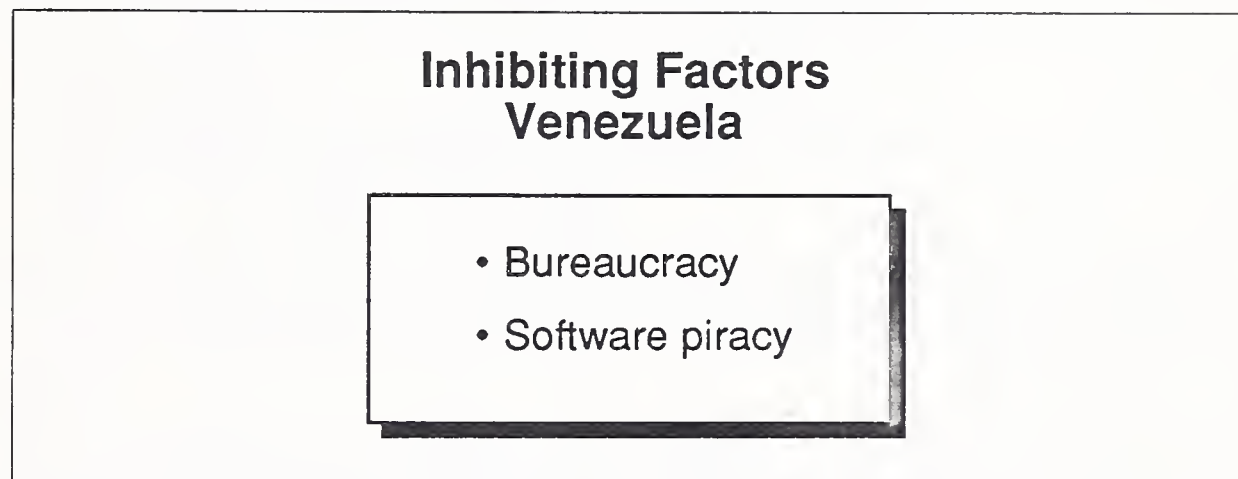 Inhibiting Factors
Venezuela
• Bureaucracy
• Software piracy